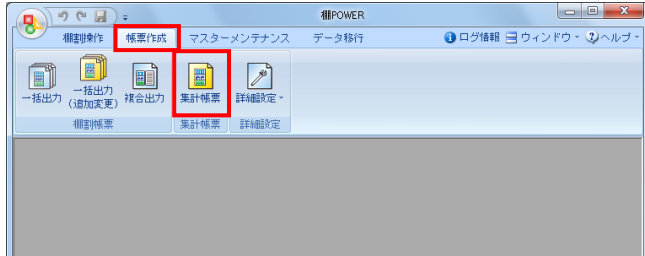 棚POWER
棚割操作 帳票作成 マスターメンテナンス データ移行 ログ情報 ウィンドウ ヘルプ
一括出力 一括出力（追加変更） 複合出力 集計帳票 詳細設定
棚割帳票 集計帳票 詳細設定